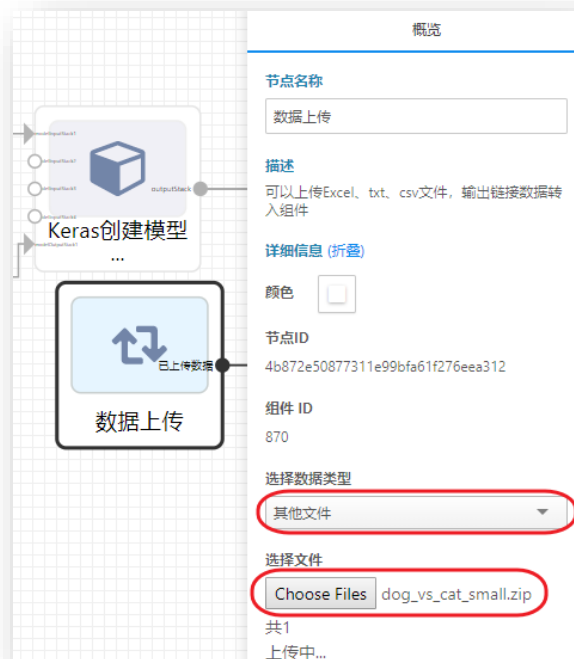 概览
节点名称
数据上传
描述
可以上传Excel、txt、csv文件，输出链接数据转
入组件
详细信息 (折叠)
颜色
节点ID
4b872e50877311e99bfa61f276eea312
组件 ID
870
选择数据类型
其他文件
选择文件
Choose Files dog_vs_cat_small.zip
共1
上传中...
modelInputStack1
outputStack
Keras创建模型
...
modelOutputStack1
已上传数据
数据上传